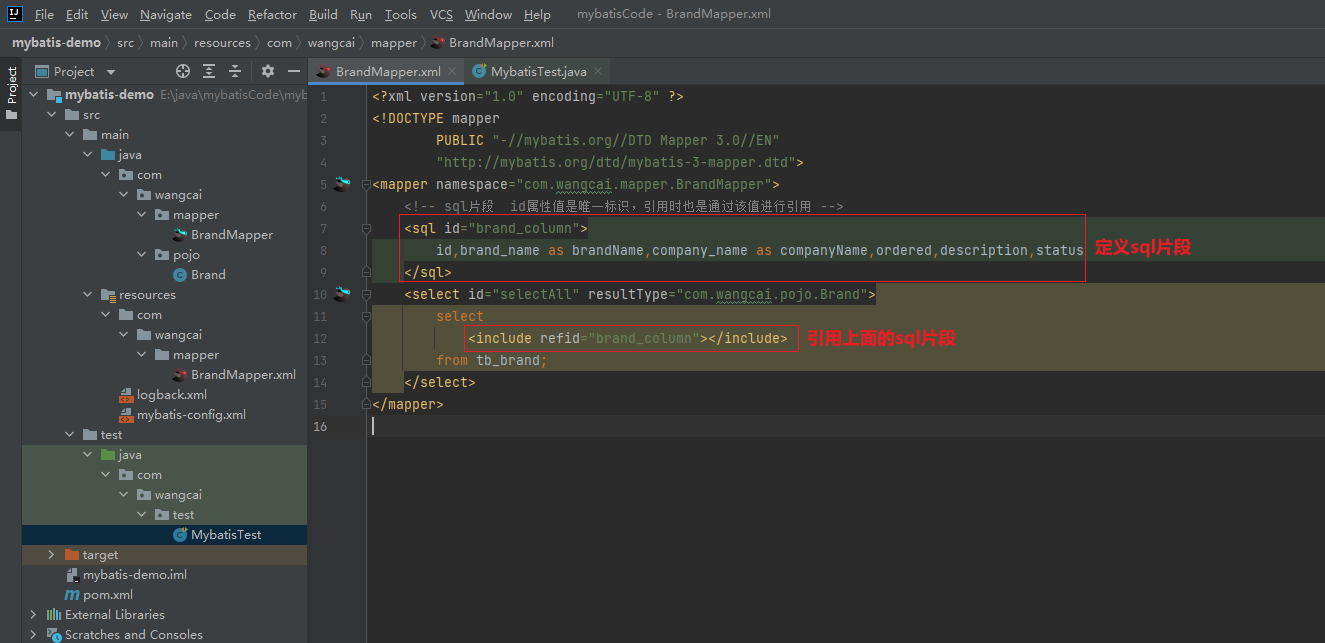 File Edit View Navigate Code Refactor Build Run Tools VCS Window Help mybatisCode - BrandMapper.xml
mybatis-demo src main resources com wangcai mapper BrandMapper.xml
Project
Project
BrandMapper.xml
MybatisTest.java
mybatis-demo E:\java\mybatisCode\myb
src
main
java
com
wangcai
mapper
BrandMapper
pojo
Brand
resources
com
wangcai
mapper
BrandMapper.xml
logback.xml
mybatis-config.xml
test
java
com
wangcai
test
MybatisTest
target
mybatis-demo.iml
pom.xml
External Libraries
Scratches and Consoles
1 <?xml version="1.0" encoding="UTF-8" ?>
2 <!DOCTYPE mapper
3 PUBLIC "-//mybatis.org//DTD Mapper 3.0//EN"
4 "http://mybatis.org/dtd/mybatis-3-mapper.dtd">
5 <mapper namespace="com.wangcai.mapper.BrandMapper">
6 <!-- sql片段 id属性值是唯一标识，引用时也是通过该值进行引用 -->
7 <sql id="brand_column">
8 id,brand_name as brandName,company_name as companyName,ordered,description,status
定义sql片段
9 </sql>
10 <select id="selectAll" resultType="com.wangcai.pojo.Brand">
11 select
12 <include refid="brand_column"></include>
引用上面的sql片段
13 from tb_brand;
14 </select>
15 </mapper>
16